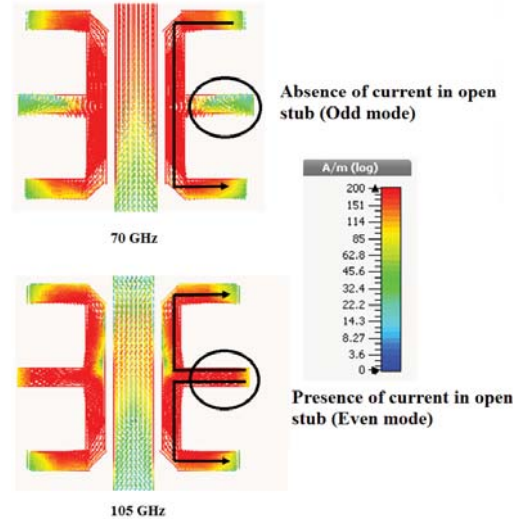 Absence of current in open
stub (Odd mode)
A/m (log)
200
151
114
85
62.8
45.6
32.4
22.2
14.3
8.27
3.6
0
70 GHz
Presence of current in open
stub (Even mode)
105 GHz